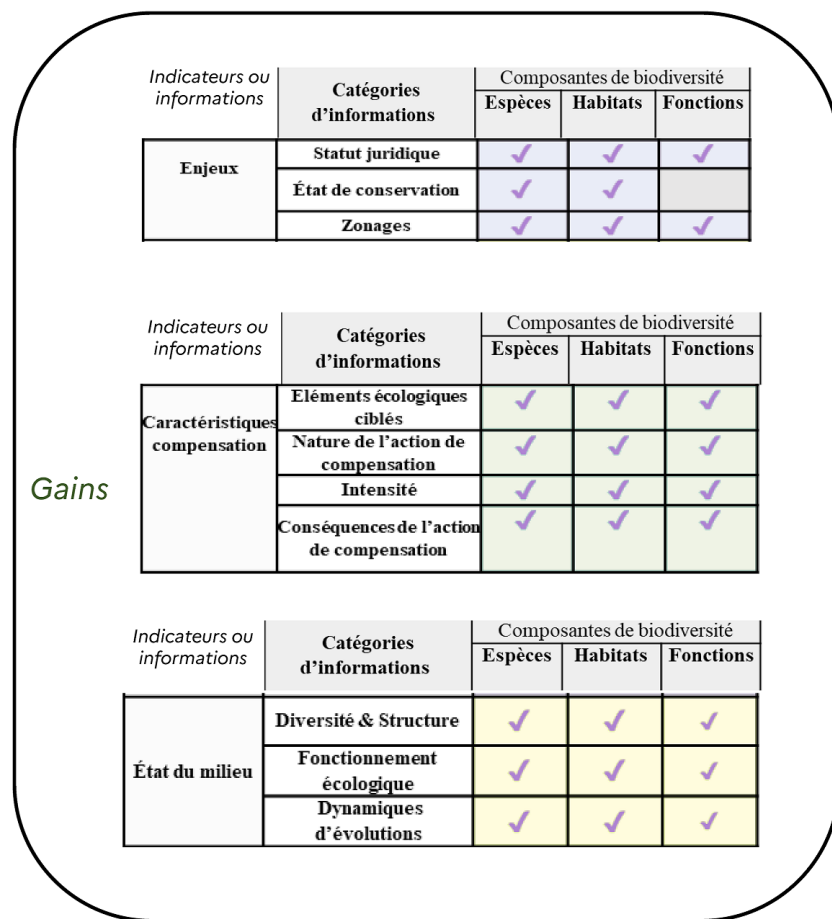 Indicateurs ou
informations
Catégories
d'informations
Composantes de biodiversité
Espèces Habitats Fonctions
Enjeux
Statut juridique ✓ ✓ ✓
État de conservation ✓ ✓
Zonages ✓ ✓ ✓
Gains
Indicateurs ou
informations
Catégories
d'informations
Composantes de biodiversité
Espèces Habitats Fonctions
Caractéristiques
compensation
Eléments écologiques
ciblés ✓ ✓ ✓
Nature de l'action de
compensation ✓ ✓ ✓
Intensité ✓ ✓ ✓
Conséquences de l'action
de compensation ✓ ✓ ✓
Indicateurs ou
informations
Catégories
d'informations
Composantes de biodiversité
Espèces Habitats Fonctions
État du milieu
Diversité & Structure ✓ ✓ ✓
Fonctionnement
écologique ✓ ✓ ✓
Dynamiques
d'évolutions ✓ ✓ ✓